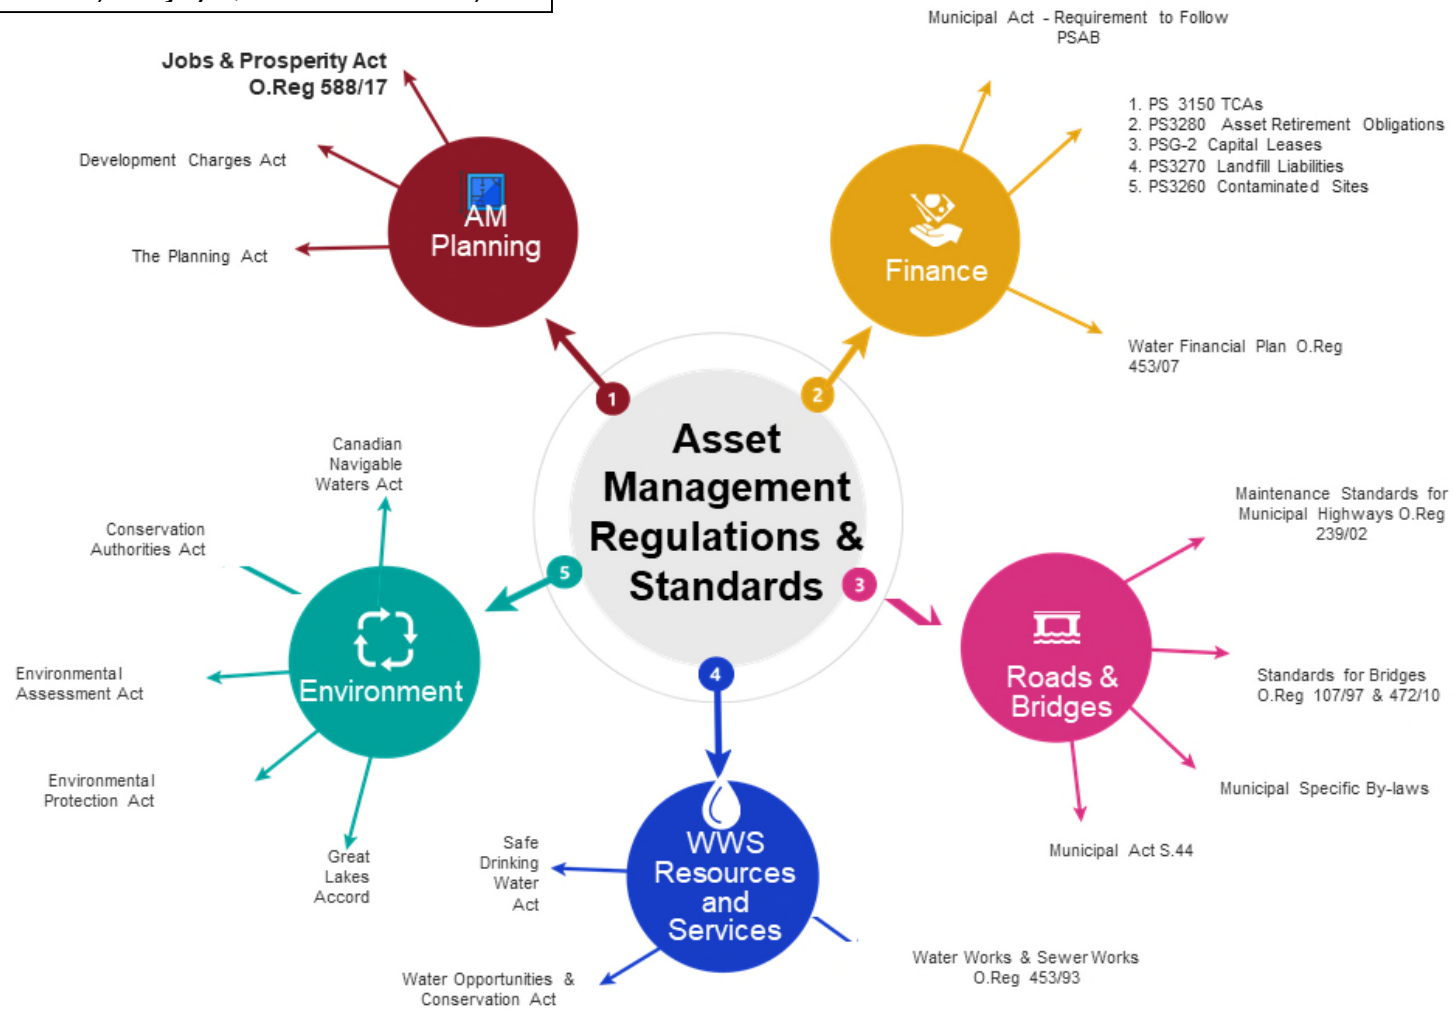 Jobs & Prosperity Act
O.Reg 588/17
Development Charges Act
The Planning Act
AM
Planning
Municipal Act - Requirement to Follow
PSAB
1. PS 3150 TCAs
2. PS3280 Asset Retirement Obligations
3. PSG-2 Capital Leases
4. PS3270 Landfill Liabilities
5. PS3260 Contaminated Sites
Finance
Water Financial Plan O.Reg
453/07
1
2
Asset
Management
Regulations &
Standards
3
4
5
Maintenance Standards for
Municipal Highways O.Reg
239/02
Roads &
Bridges
Standards for Bridges
O.Reg 107/97 & 472/10
Municipal Specific By-laws
Municipal Act S.44
WWS
Resources
and
Services
Safe
Drinking
Water
Act
Water Opportunities &
Conservation Act
Water Works & Sewer Works
O.Reg 453/93
Canadian
Navigable
Waters Act
Conservation
Authorities Act
Environment
Environmental
Assessment Act
Environmental
Protection Act
Great
Lakes
Accord